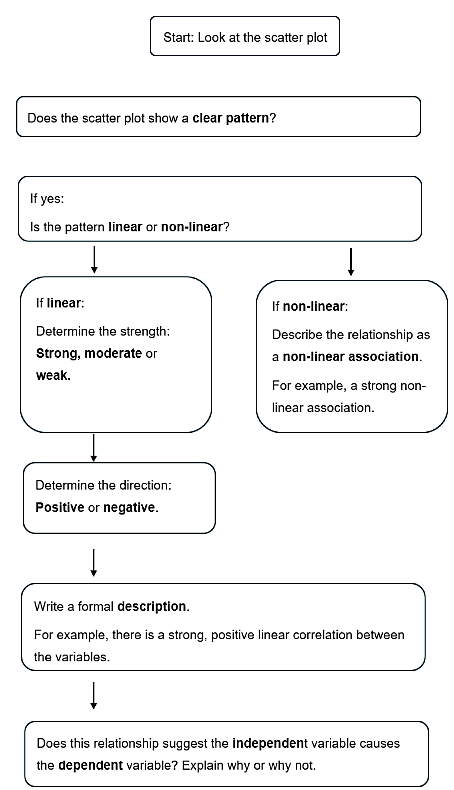 Start: Look at the scatter plot
Does the scatter plot show a clear pattern?
If yes:
Is the pattern linear or non-linear?
If linear:
Determine the strength:
Strong, moderate or
weak.
If non-linear:
Describe the relationship as
a non-linear association.
For example, a strong non-
linear association.
Determine the direction:
Positive or negative.
Write a formal description.
For example, there is a strong, positive linear correlation between
the variables.
Does this relationship suggest the independent variable causes
the dependent variable? Explain why or why not.